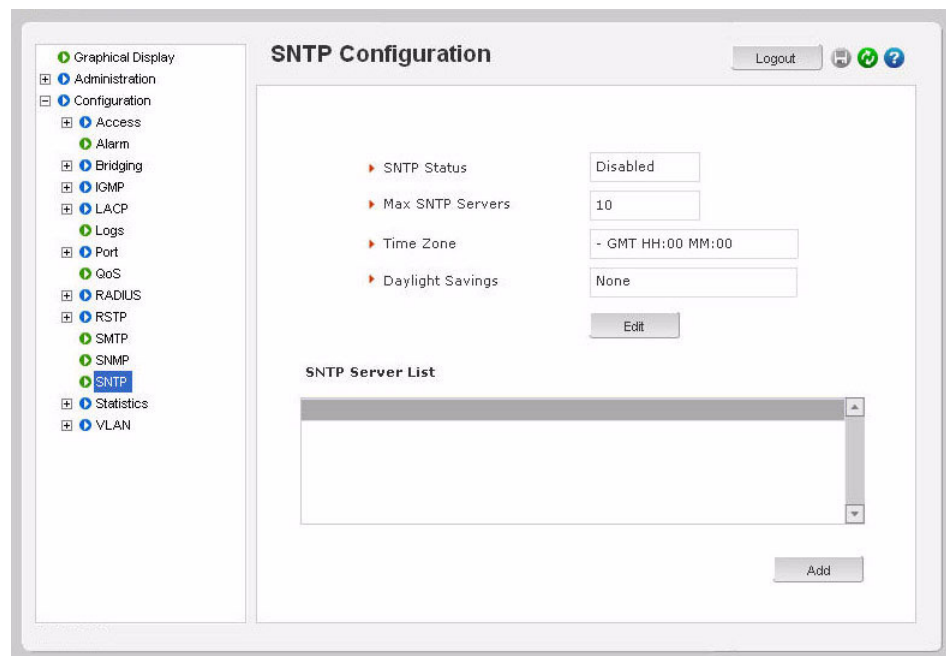 SNTP Configuration
Logout
?
Graphical Display
Administration
Configuration
Access
Alarm
Bridging
IGMP
LACP
Logs
Port
QoS
RADIUS
RSTP
SMTP
SNMP
SNTP
Statistics
VLAN
SNTP Status Disabled
Max SNTP Servers 10
Time Zone - GMT HH:00 MM:00
Daylight Savings None
Edit
SNTP Server List
Add